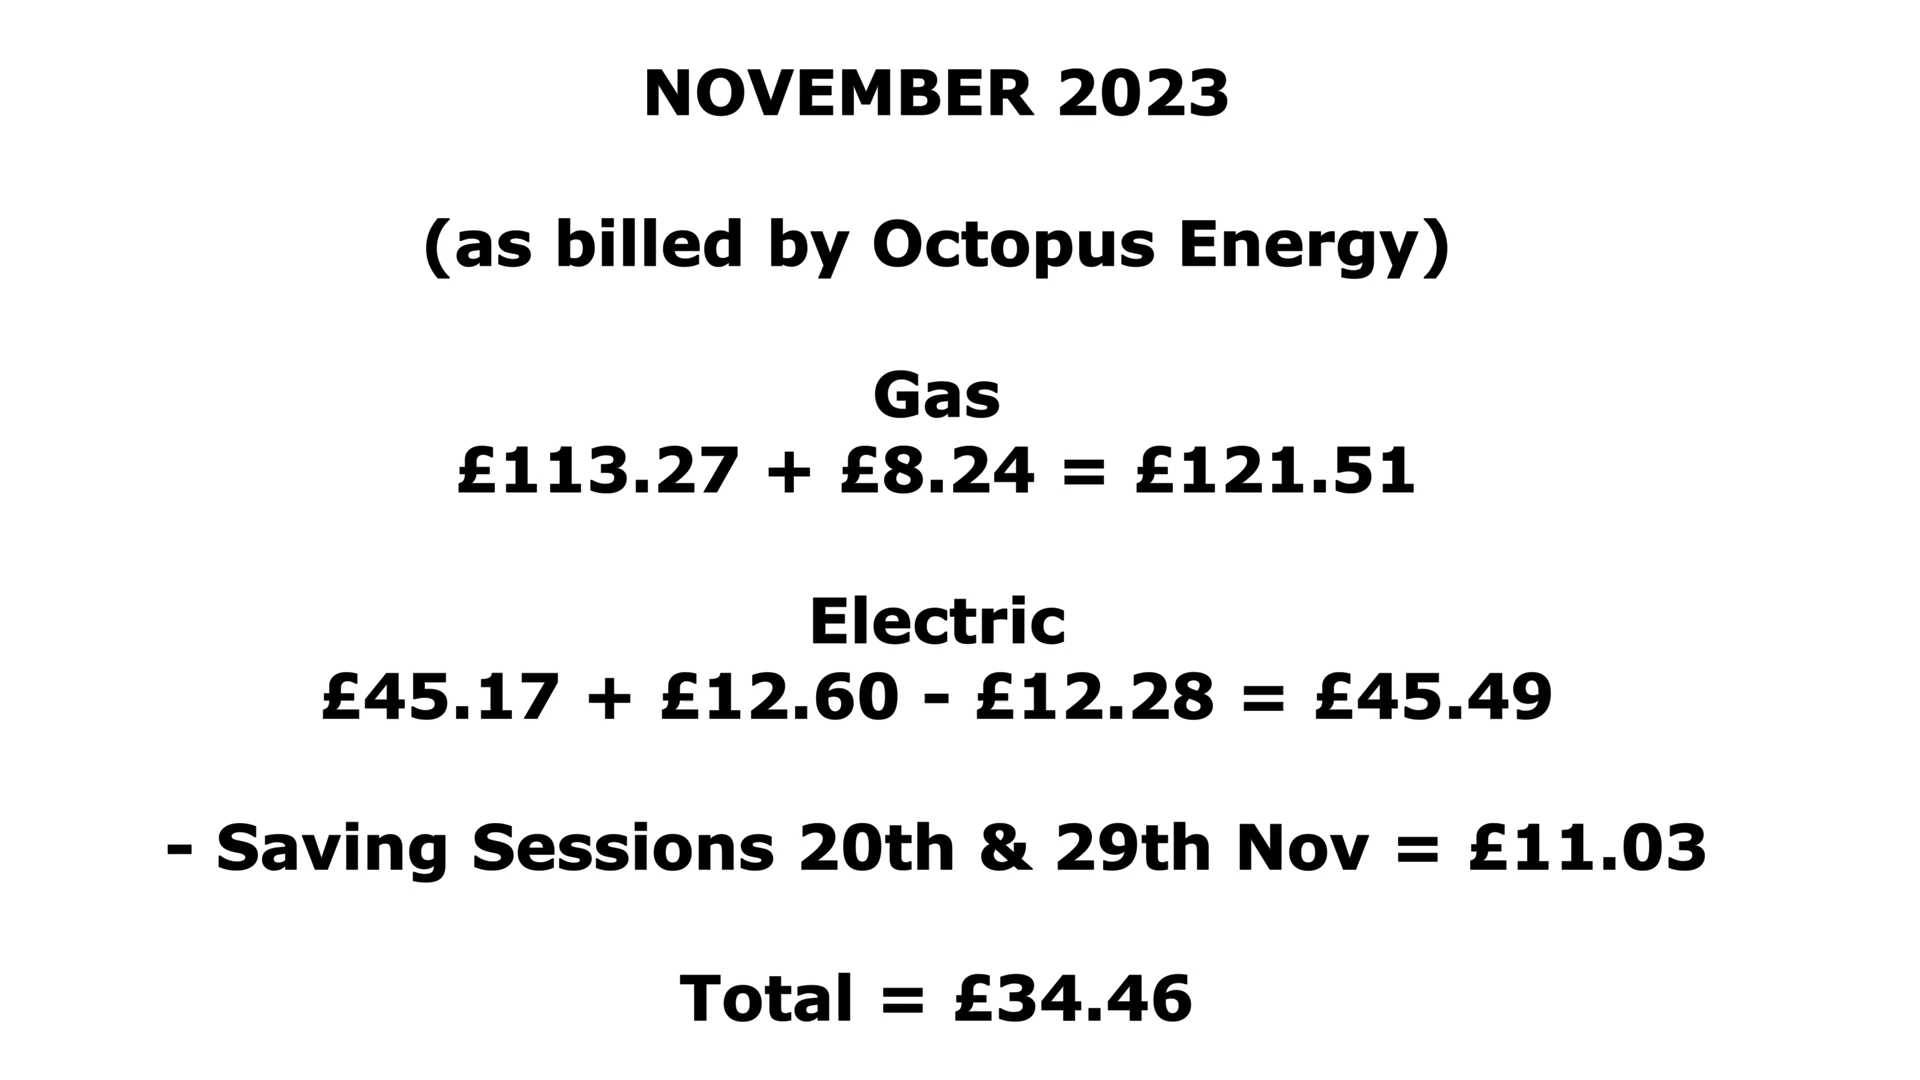 NOVEMBER 2023
(as billed by Octopus Energy)
Gas
£113.27 + £8.24 = £121.51
Electric
£45.17 + £12.60 - £12.28 = £45.49
- Saving Sessions 20th & 29th Nov = £11.03
Total = £34.46